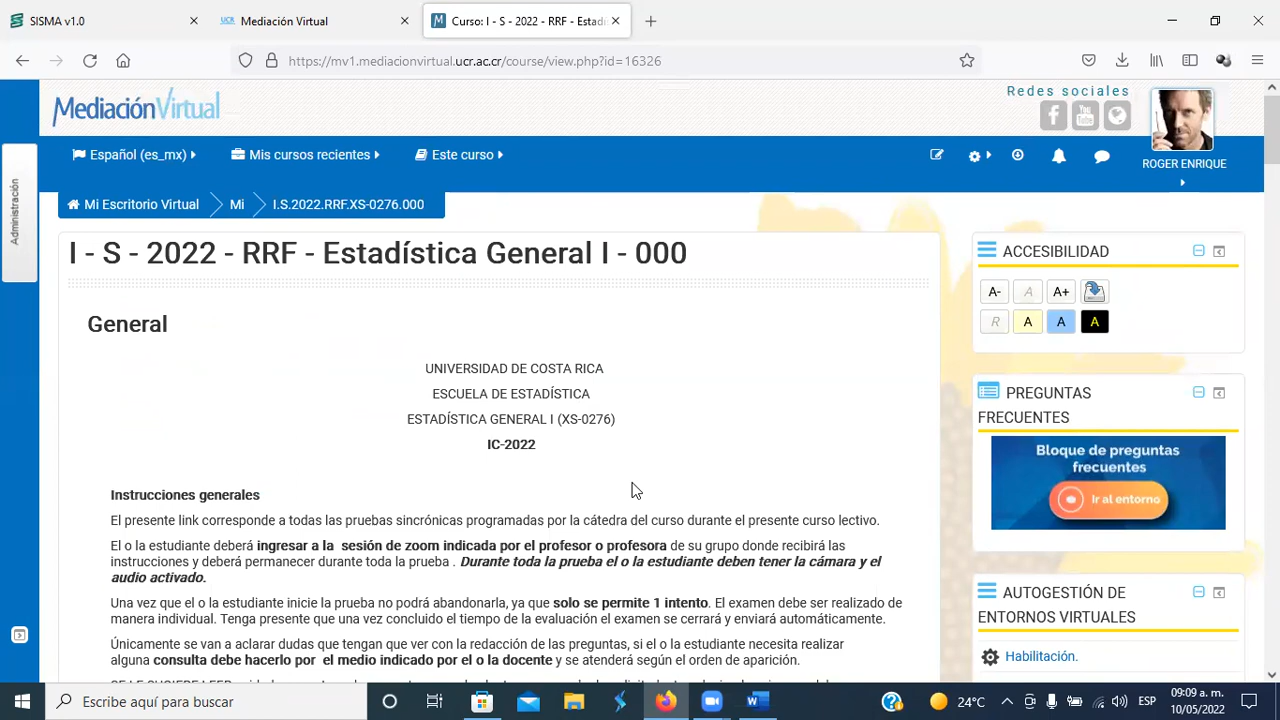 SISMA v1.0
UCR Mediación Virtual
Curso: I - S - 2022 - RRF - Estadí
https://mv1.mediacionvirtual.ucr.ac.cr/course/view.php?id=16326
MediaciónVirtual
Redes sociales
Español (es_mx)
Mis cursos recientes
Este curso
ROGER ENRIQUE
Administración
Mi Escritorio Virtual
Mi
I.S.2022.RRF.XS-0276.000
I - S - 2022 - RRF - Estadística General I - 000
General
UNIVERSIDAD DE COSTA RICA
ESCUELA DE ESTADÍSTICA
ESTADÍSTICA GENERAL I (XS-0276)
IC-2022
Instrucciones generales
El presente link corresponde a todas las pruebas sincrónicas programadas por la cátedra del curso durante el presente curso lectivo.
El o la estudiante deberá ingresar a la sesión de zoom indicada por el profesor o profesora de su grupo donde recibirá las
instrucciones y deberá permanecer durante toda la prueba . Durante toda la prueba el o la estudiante deben tener la cámara y el
audio activado.
Una vez que el o la estudiante inicie la prueba no podrá abandonarla, ya que solo se permite 1 intento. El examen debe ser realizado de
manera individual. Tenga presente que una vez concluido el tiempo de la evaluación el examen se cerrará y enviará automáticamente.
Únicamente se van a aclarar dudas que tengan que ver con la redacción de las preguntas, si el o la estudiante necesita realizar
alguna consulta debe hacerlo por el medio indicado por el o la docente y se atenderá según el orden de aparición.
ACCESIBILIDAD
A- A A+
R A A A
PREGUNTAS
FRECUENTES
Bloque de preguntas
frecuentes
Ir al entorno
AUTOGESTIÓN DE
ENTORNOS VIRTUALES
Habilitación.
Escribe aquí para buscar
24°C
ESP
09:09 a. m.
10/05/2022